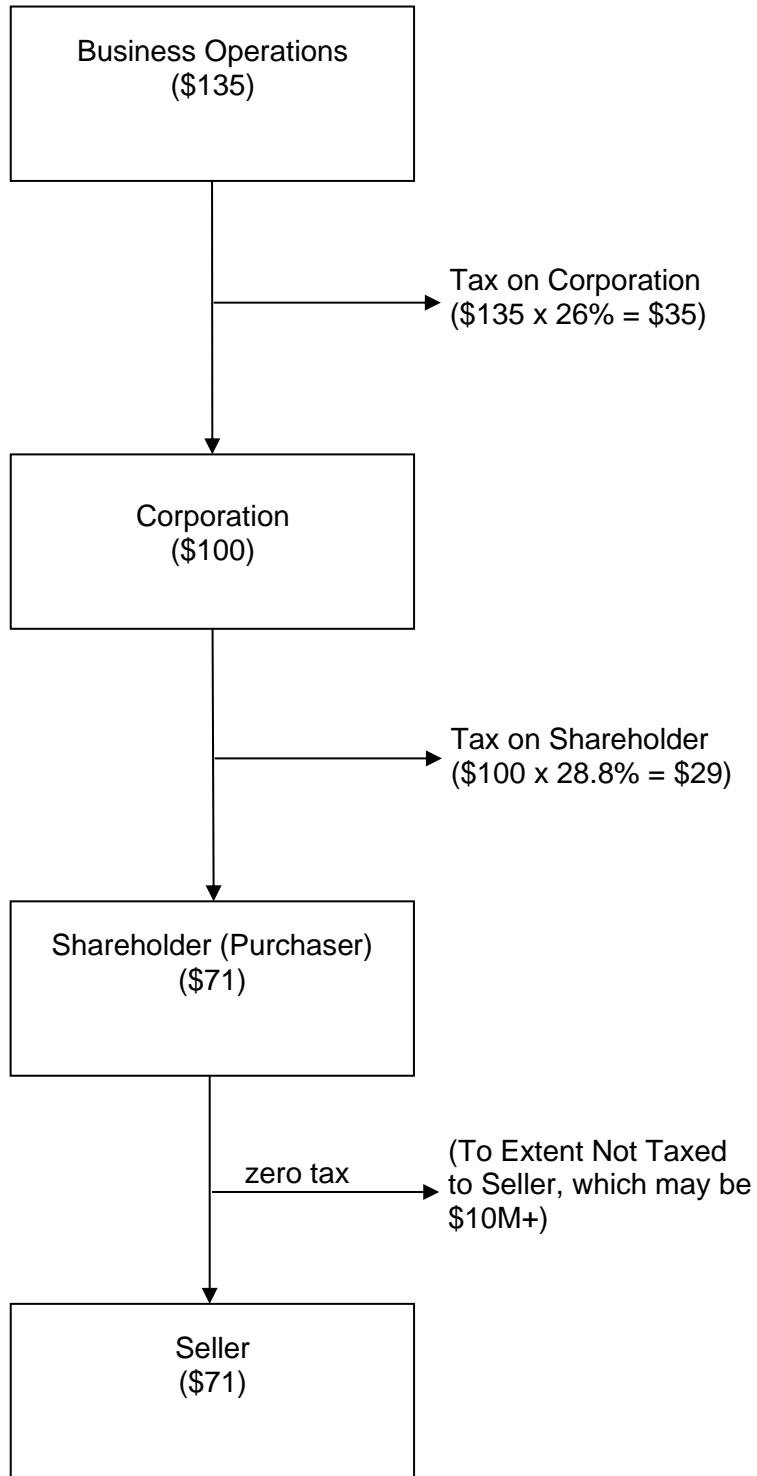 Business Operations
($135)
Tax on Corporation
($135 x 26% = $35)
Corporation
($100)
Tax on Shareholder
($100 x 28.8% = $29)
Shareholder (Purchaser)
($71)
zero tax
(To Extent Not Taxed
to Seller, which may be
$10M+)
Seller
($71)